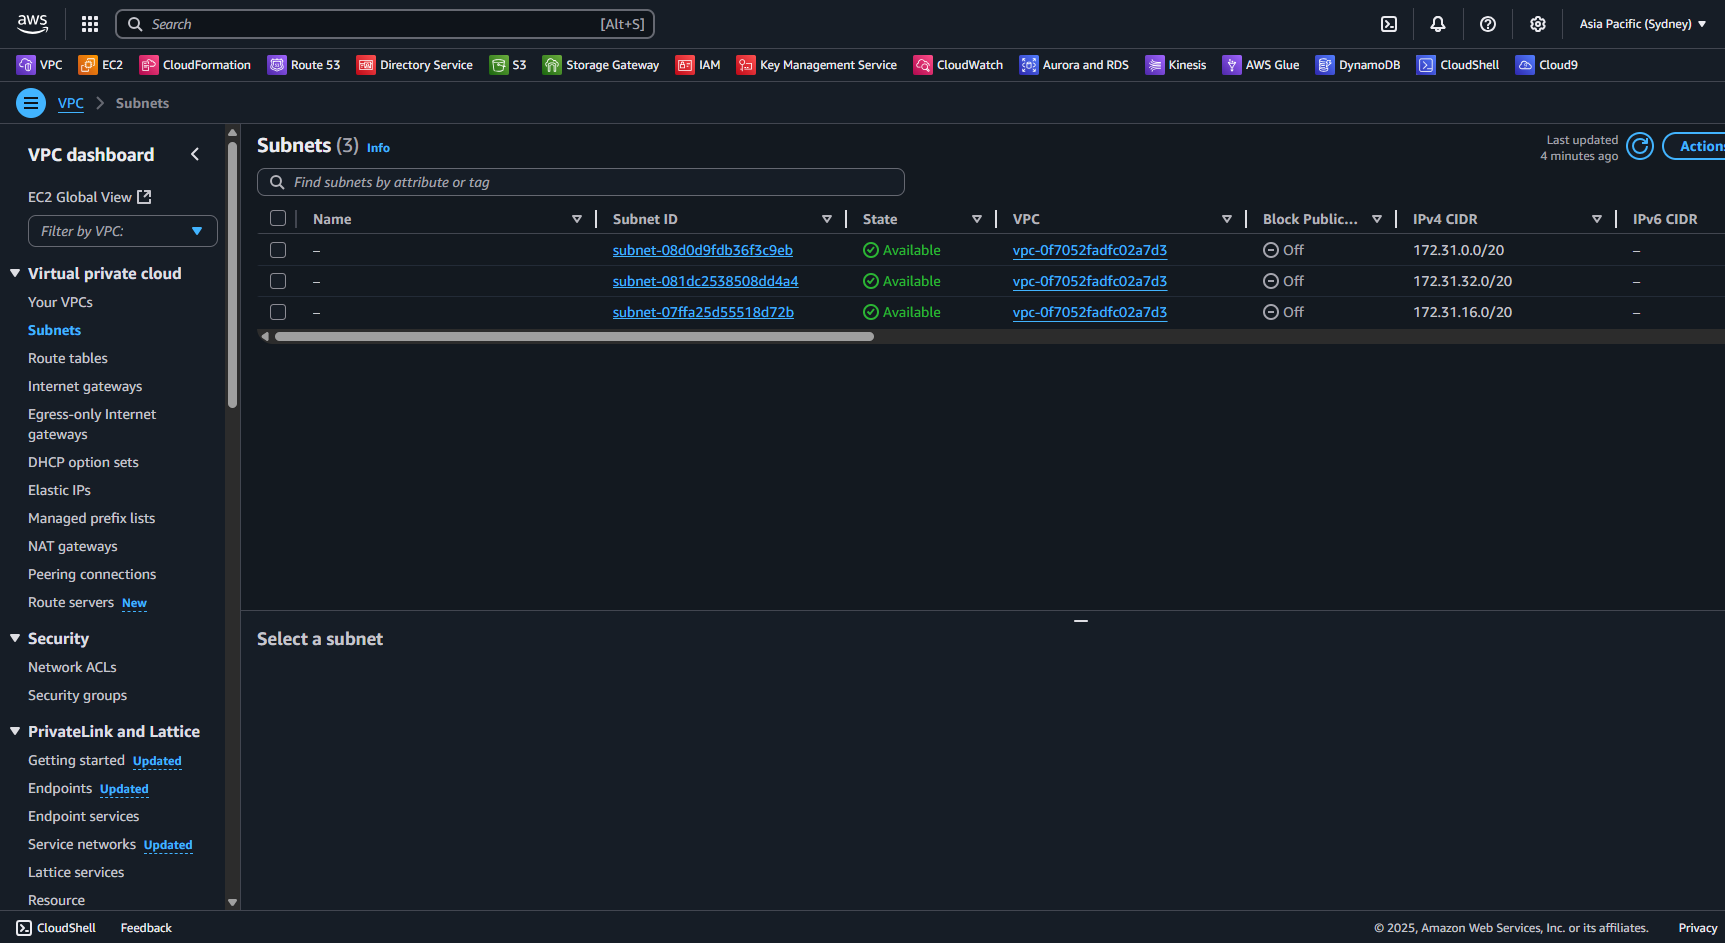 aws
Search [Alt+S] Asia Pacific (Sydney)
VPC EC2 CloudFormation Route 53 Directory Service S3 Storage Gateway IAM Key Management Service CloudWatch Aurora and RDS Kinesis AWS Glue DynamoDB CloudShell Cloud9
VPC Subnets
VPC dashboard
EC2 Global View
Filter by VPC:
Virtual private cloud
Your VPCs
Subnets
Route tables
Internet gateways
Egress-only Internet
gateways
DHCP option sets
Elastic IPs
Managed prefix lists
NAT gateways
Peering connections
Route servers New
Security
Network ACLs
Security groups
PrivateLink and Lattice
Getting started Updated
Endpoints Updated
Endpoint services
Service networks Updated
Lattice services
Resource
Subnets (3) Info
Last updated
4 minutes ago
Actions
Find subnets by attribute or tag
Name Subnet ID State VPC Block Public... IPv4 CIDR IPv6 CIDR
– subnet-08d0d9fdb36f3c9eb Available vpc-0f7052fadfc02a7d3 Off 172.31.0.0/20 –
– subnet-081dc2538508dd4a4 Available vpc-0f7052fadfc02a7d3 Off 172.31.32.0/20 –
– subnet-07ffa25d55518d72b Available vpc-0f7052fadfc02a7d3 Off 172.31.16.0/20 –
Select a subnet
CloudShell Feedback © 2025, Amazon Web Services, Inc. or its affiliates. Privacy